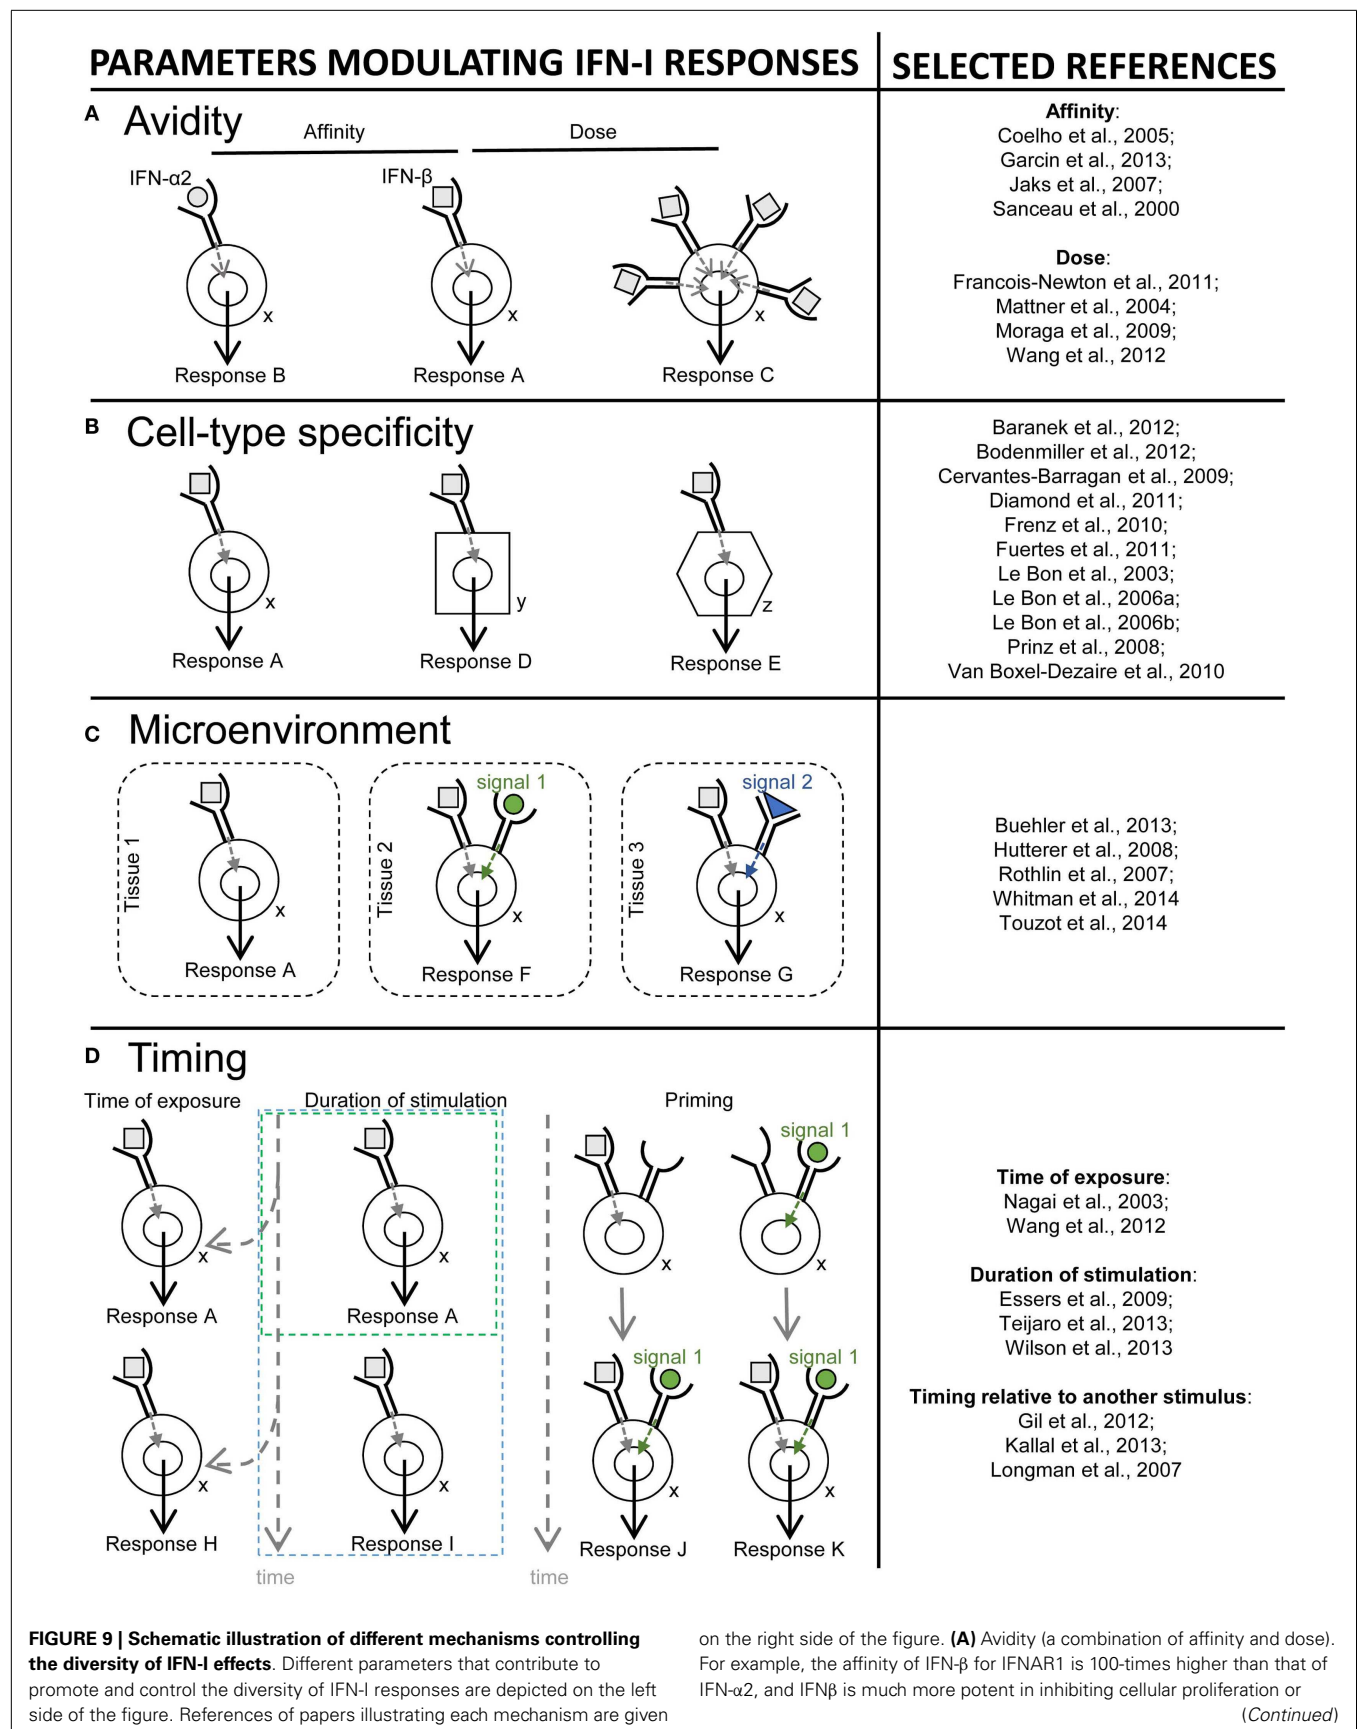 PARAMETERS MODULATING IFN-I RESPONSES
SELECTED REFERENCES
A Avidity
Affinity
Dose
IFN-α2
IFN-β
x
x
x
Response B
Response A
Response C
Affinity:
Coelho et al., 2005;
Garcin et al., 2013;
Jaks et al., 2007;
Sanceau et al., 2000
Dose:
Francois-Newton et al., 2011;
Mattner et al., 2004;
Moraga et al., 2009;
Wang et al., 2012
B Cell-type specificity
x
y
z
Response A
Response D
Response E
Baranek et al., 2012;
Bodenmiller et al., 2012;
Cervantes-Barragan et al., 2009;
Diamond et al., 2011;
Frenz et al., 2010;
Fuertes et al., 2011;
Le Bon et al., 2003;
Le Bon et al., 2006a;
Le Bon et al., 2006b;
Prinz et al., 2008;
Van Boxel-Dezaire et al., 2010
C Microenvironment
Tissue 1
x
Response A
Tissue 2
signal 1
x
Response F
Tissue 3
signal 2
x
Response G
Buehler et al., 2013;
Hutterer et al., 2008;
Rothlin et al., 2007;
Whitman et al., 2014
Touzot et al., 2014
D Timing
Time of exposure
Duration of stimulation
Priming
signal 1
x
x
x
x
Response A
Response A
signal 1
signal 1
x
x
x
x
Response H
Response I
Response J
Response K
time
time
Time of exposure:
Nagai et al., 2003;
Wang et al., 2012
Duration of stimulation:
Essers et al., 2009;
Teijaro et al., 2013;
Wilson et al., 2013
Timing relative to another stimulus:
Gil et al., 2012;
Kallal et al., 2013;
Longman et al., 2007
FIGURE 9 | Schematic illustration of different mechanisms controlling
the diversity of IFN-I effects. Different parameters that contribute to
promote and control the diversity of IFN-I responses are depicted on the left
side of the figure. References of papers illustrating each mechanism are given
on the right side of the figure. (A) Avidity (a combination of affinity and dose).
For example, the affinity of IFN-β for IFNAR1 is 100-times higher than that of
IFN-α2, and IFNβ is much more potent in inhibiting cellular proliferation or
(Continued)